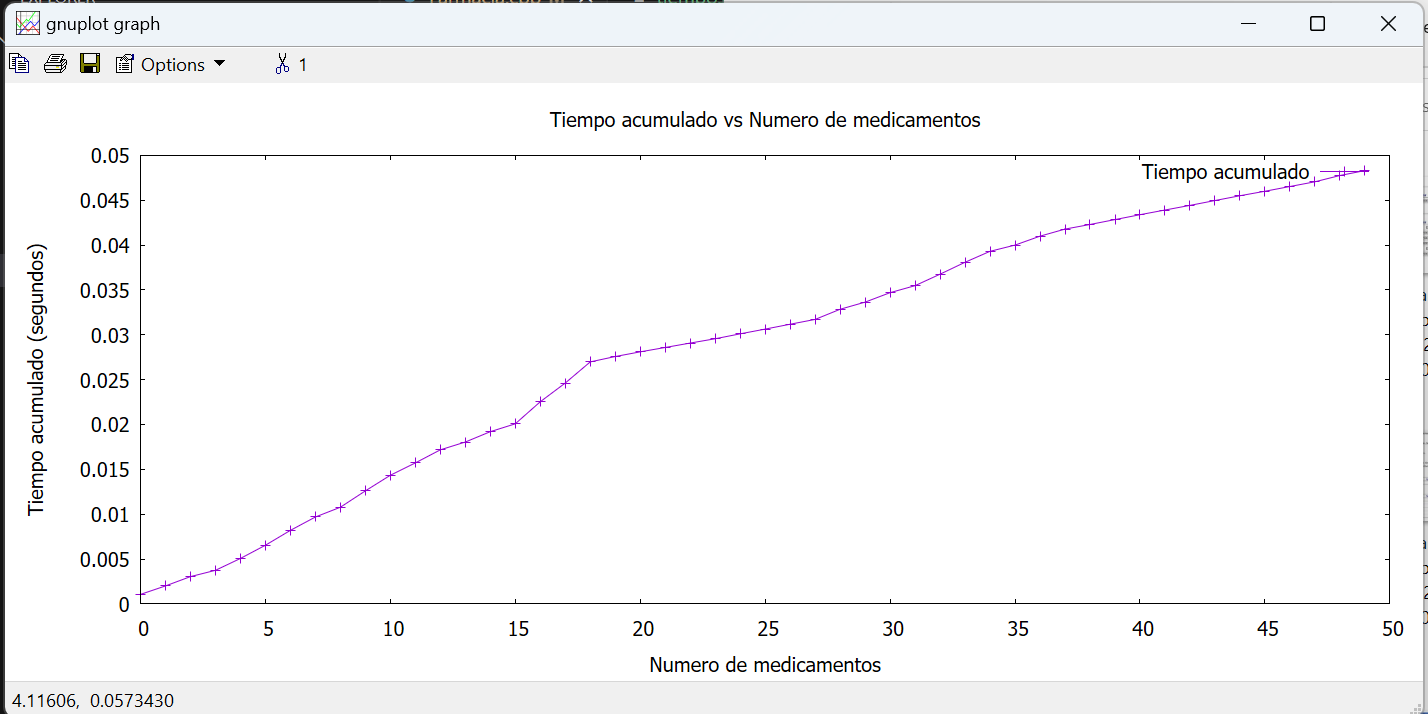 gnuplot graph
Options 1
Tiempo acumulado vs Numero de medicamentos
Tiempo acumulado
0.05
0.045
0.04
0.035
0.03
0.025
0.02
0.015
0.01
0.005
0
Tiempo acumulado (segundos)
0 5 10 15 20 25 30 35 40 45 50
Numero de medicamentos
4.11606, 0.0573430